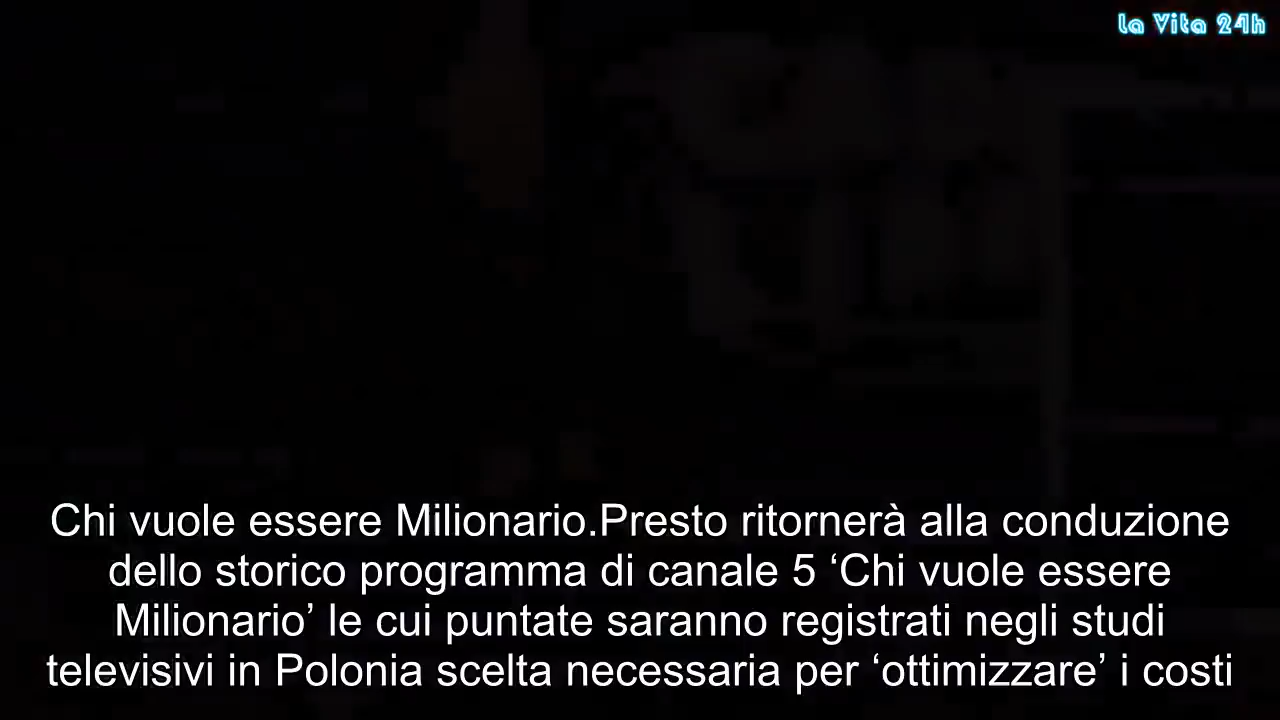 La Vita 24h
Chi vuole essere Milionario.Presto ritornerà alla conduzione
dello storico programma di canale 5 ‘Chi vuole essere
Milionario’ le cui puntate saranno registrati negli studi
televisivi in Polonia scelta necessaria per ‘ottimizzare’ i costi